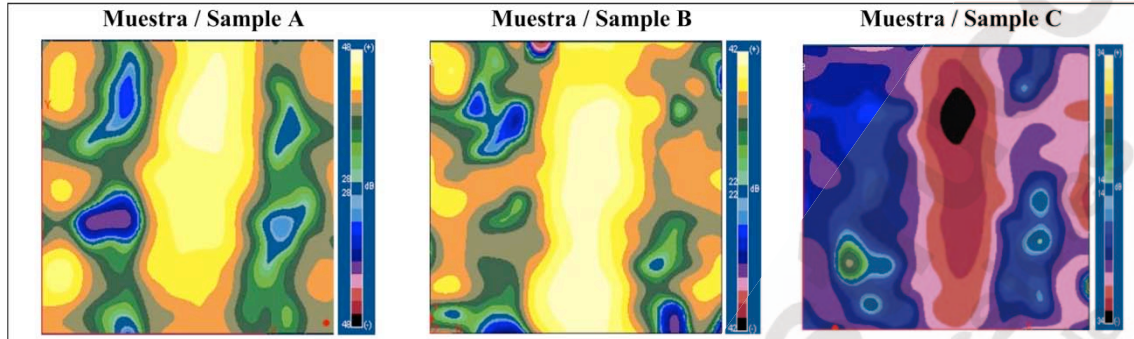 Muestra / Sample A
Muestra / Sample B
Muestra / Sample C
48 (+)
28
28
dB
48 (-)
Y
42 (+)
22
22
dB
42 (-)
34 (+)
14
14
dB
34 (-)
Y